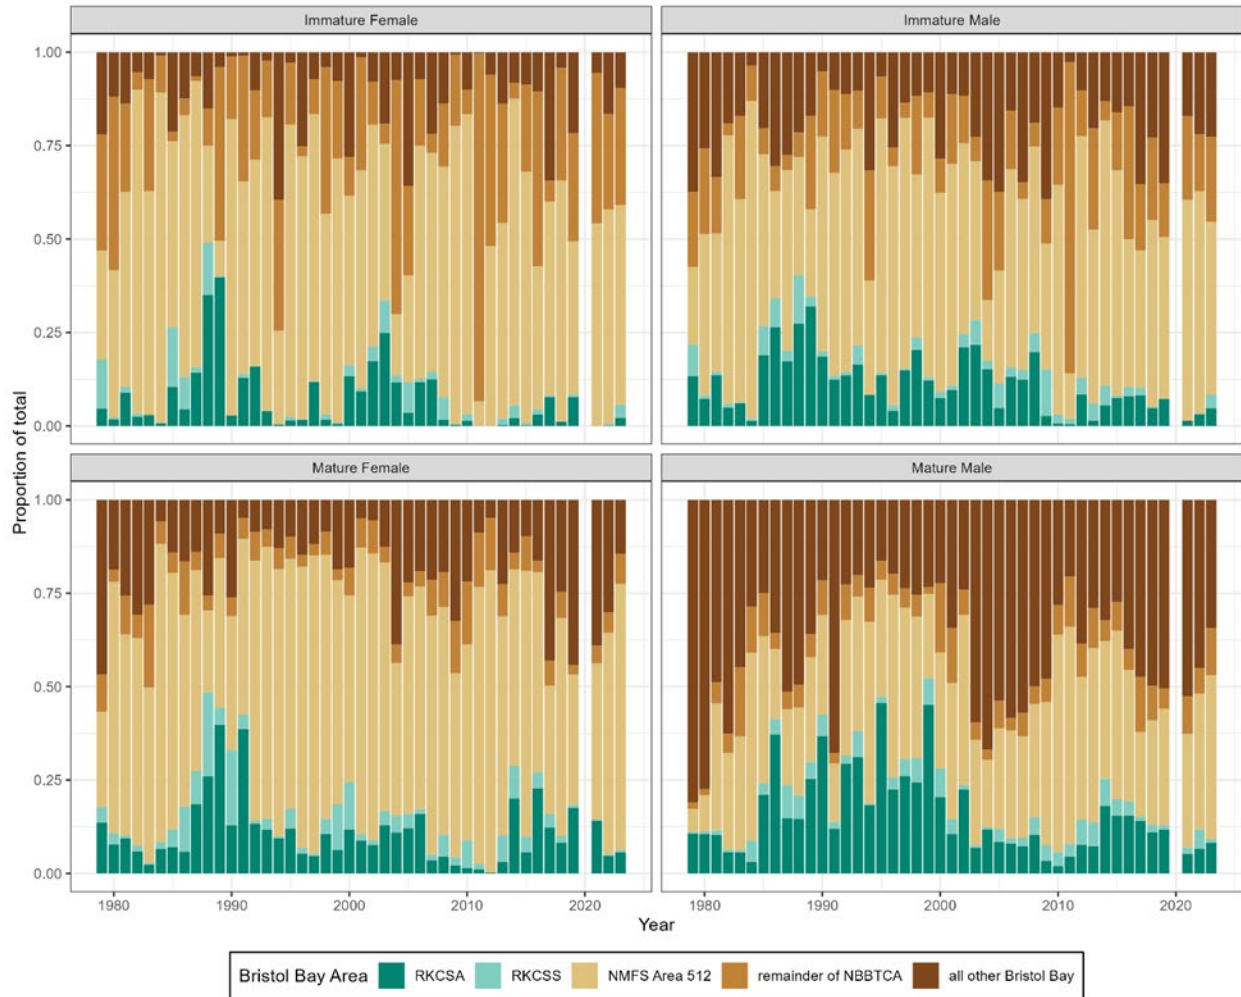 Immature Female
Immature Male
1.00
0.75
0.50
0.25
0.00
Mature Female
Mature Male
1.00
0.75
0.50
0.25
0.00
Proportion of total
1980 1990 2000 2010 2020
1980 1990 2000 2010 2020
Year
Bristol Bay Area RKCSA RKCSS NMFS Area 512 remainder of NBBTCA all other Bristol Bay